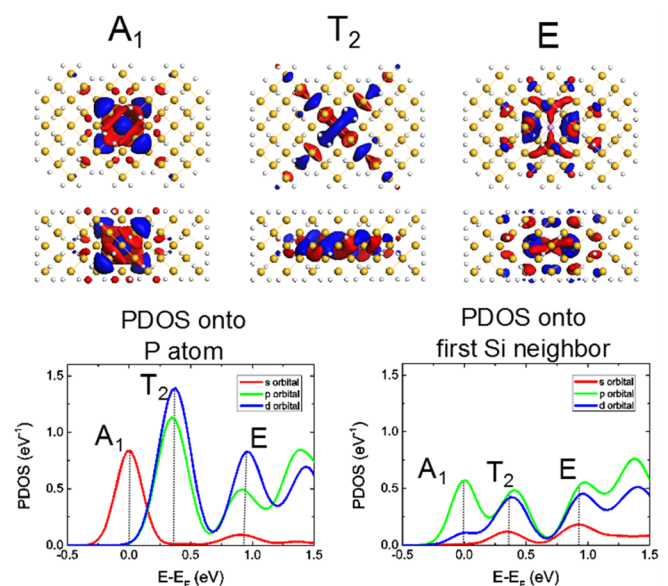 A₁ T₂ E
PDOS onto
P atom
PDOS onto
first Si neighbor
s orbital
p orbital
d orbital
A₁
T₂
E
PDOS (eV⁻¹)
1.5
1.0
0.5
0.0
-0.5 0.0 0.5 1.0 1.5
E-E_F (eV)
s orbital
p orbital
d orbital
A₁
T₂
E
PDOS (eV⁻¹)
1.5
1.0
0.5
0.0
-0.5 0.0 0.5 1.0 1.5
E-E_F (eV)